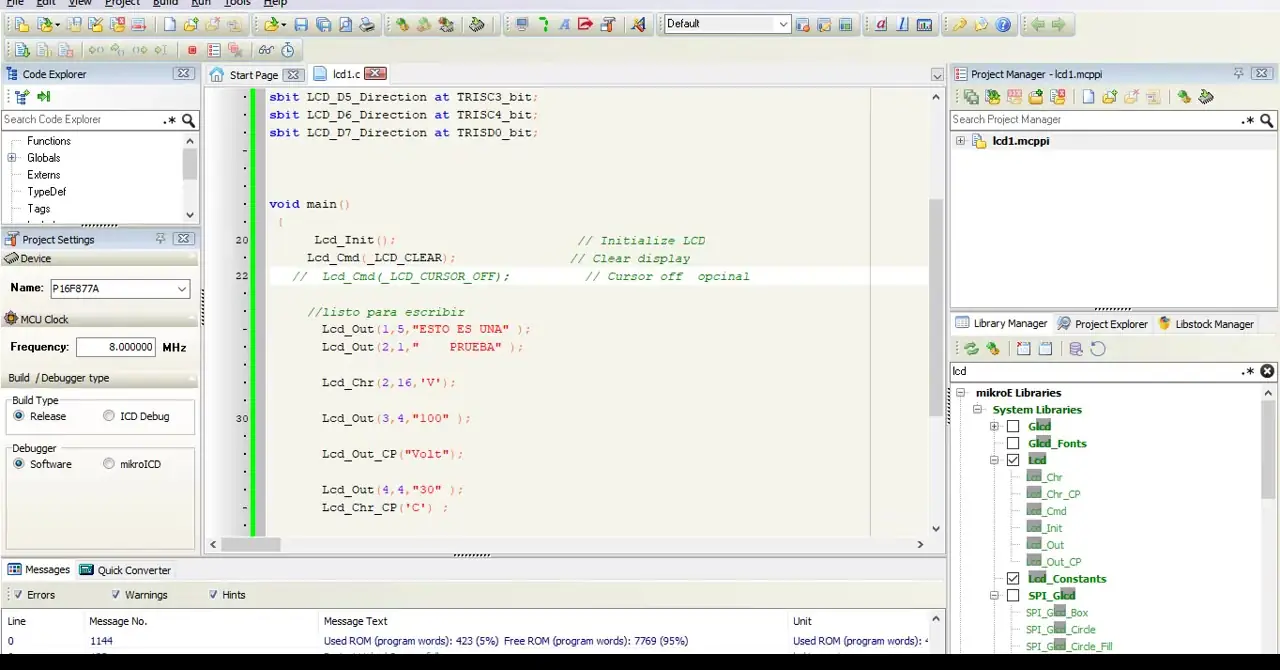 File Edit View Project Build Run Tools Help
Default
Code Explorer
Start Page
lcd1.c
Project Manager - lcd1.mcppi
Search Code Explorer
Search Project Manager
Functions
Globals
Externs
TypeDef
Tags
lcd1.mcppi
sbit LCD_D5_Direction at TRISC3_bit;
sbit LCD_D6_Direction at TRISC4_bit;
sbit LCD_D7_Direction at TRISD0_bit;
void main()
{
20 Lcd_Init(); // Initialize LCD
Lcd_Cmd(_LCD_CLEAR); // Clear display
22 // Lcd_Cmd(_LCD_CURSOR_OFF); // Cursor off opcinal
//listo para escribir
Lcd_Out(1,5,"ESTO ES UNA" );
Lcd_Out(2,1," PRUEBA" );
Lcd_Chr(2,16,'V');
30 Lcd_Out(3,4,"100" );
Lcd_Out_CP("Volt");
Lcd_Out(4,4,"30" );
Lcd_Chr_CP('C') ;
Project Settings
Device
Name: P16F877A
MCU Clock
Frequency: 8.000000 MHz
Build / Debugger type
Build Type
Release ICD Debug
Debugger
Software mikroICD
Library Manager Project Explorer Libstock Manager
lcd
mikroE Libraries
System Libraries
Glcd
Glcd_Fonts
Lcd
Lcd_Chr
Lcd_Chr_CP
Lcd_Cmd
Lcd_Init
Lcd_Out
Lcd_Out_CP
Lcd_Constants
SPI_Glcd
SPI_Glcd_Box
SPI_Glcd_Circle
SPI_Glcd_Circle_Fill
Messages Quick Converter
Errors Warnings Hints
Line Message No. Message Text Unit
0 1144 Used ROM (program words): 423 (5%) Free ROM (program words): 7769 (95%) Used ROM (program words): 4